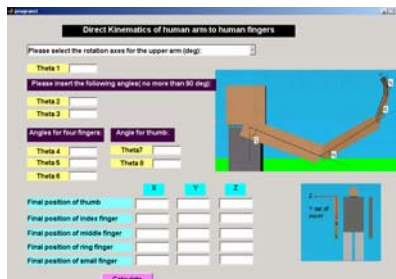 program1
Direct Kinematics of human arm to human fingers
Please select the rotation axes for the upper arm (deg):
Theta 1
Please insert the following angles( no more than 90 deg):
Theta 2
Theta 3
Angles for four fingers: Angle for thumb:
Theta 4 Theta7
Theta 5 Theta 8
Theta 6
X Y Z
Final position of thumb
Final position of index finger
Final position of middle finger
Final position of ring finger
Final position of small finger
Calculate